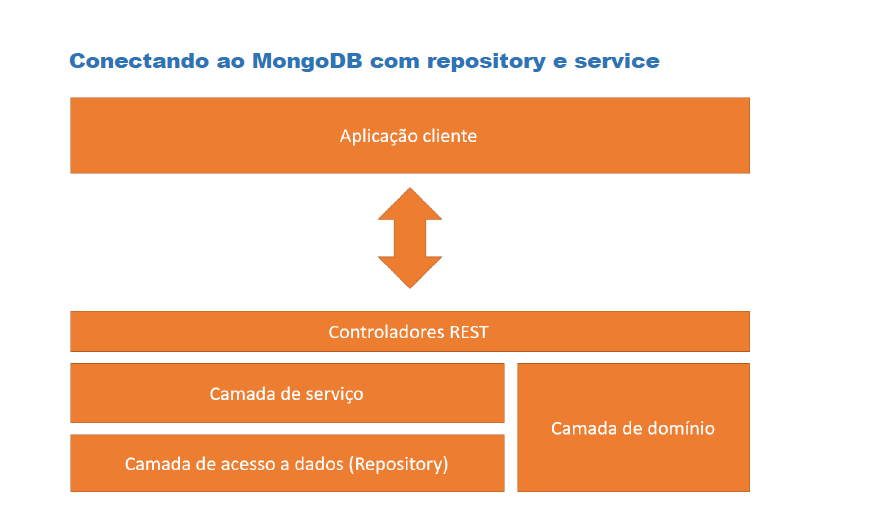 Conectando ao MongoDB com repository e service
Aplicação cliente
Controladores REST
Camada de serviço
Camada de domínio
Camada de acesso a dados (Repository)